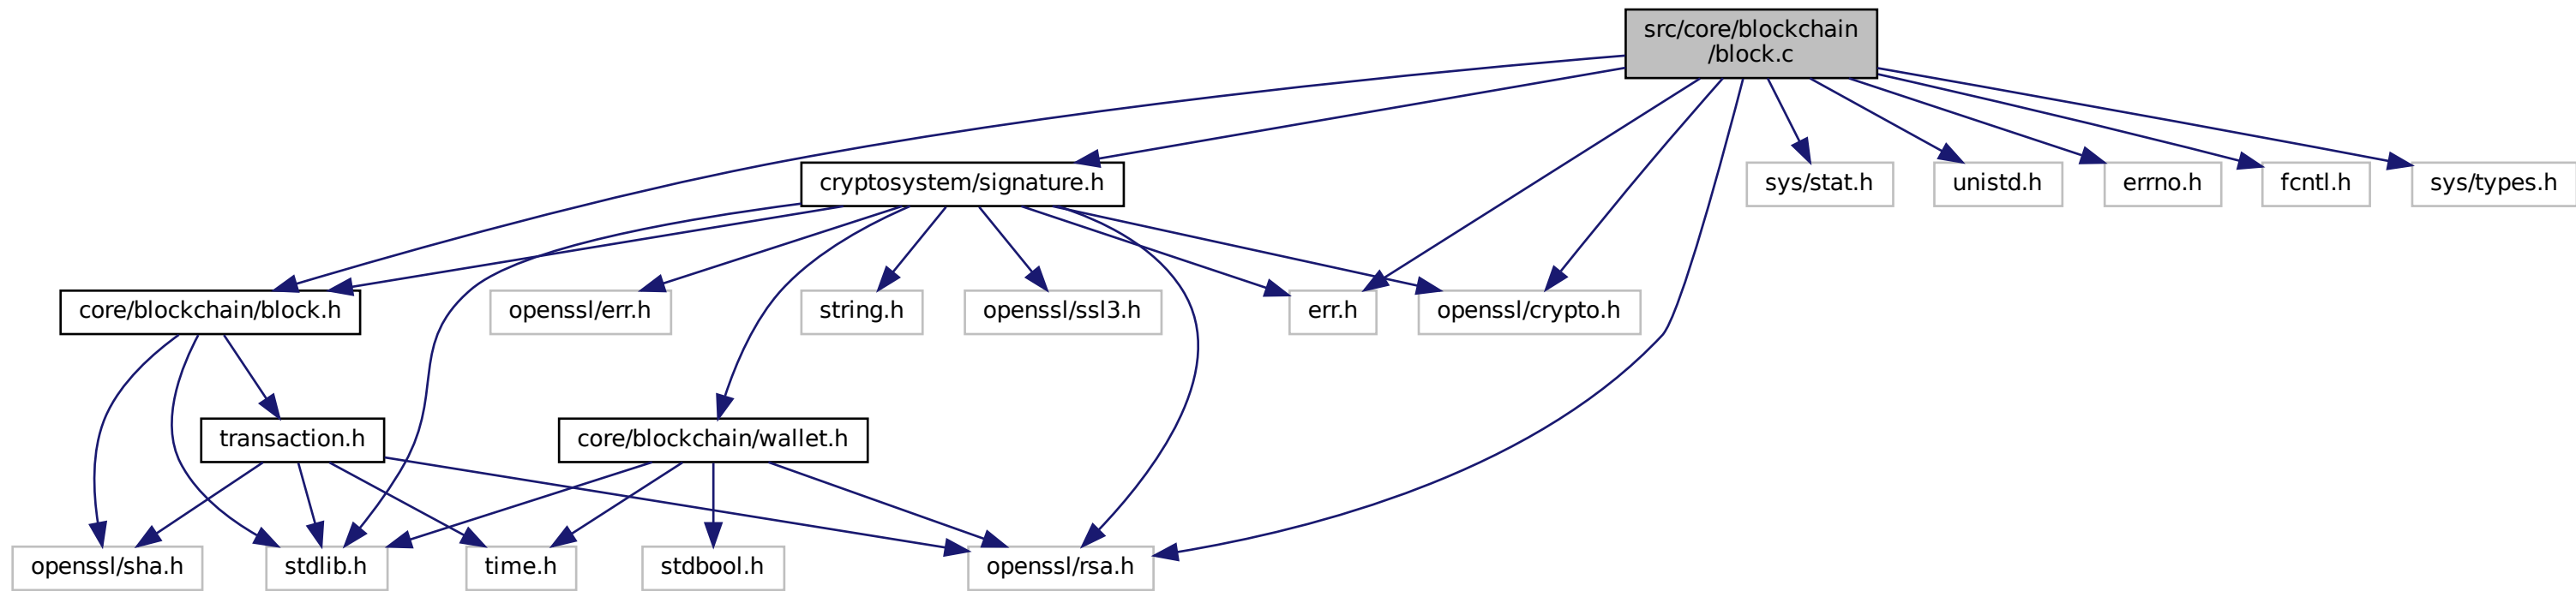 src/core/blockchain
/block.c
cryptosystem/signature.h
sys/stat.h
unistd.h
errno.h
fcntl.h
sys/types.h
core/blockchain/block.h
openssl/err.h
string.h
openssl/ssl3.h
err.h
openssl/crypto.h
transaction.h
core/blockchain/wallet.h
openssl/sha.h
stdlib.h
time.h
stdbool.h
openssl/rsa.h